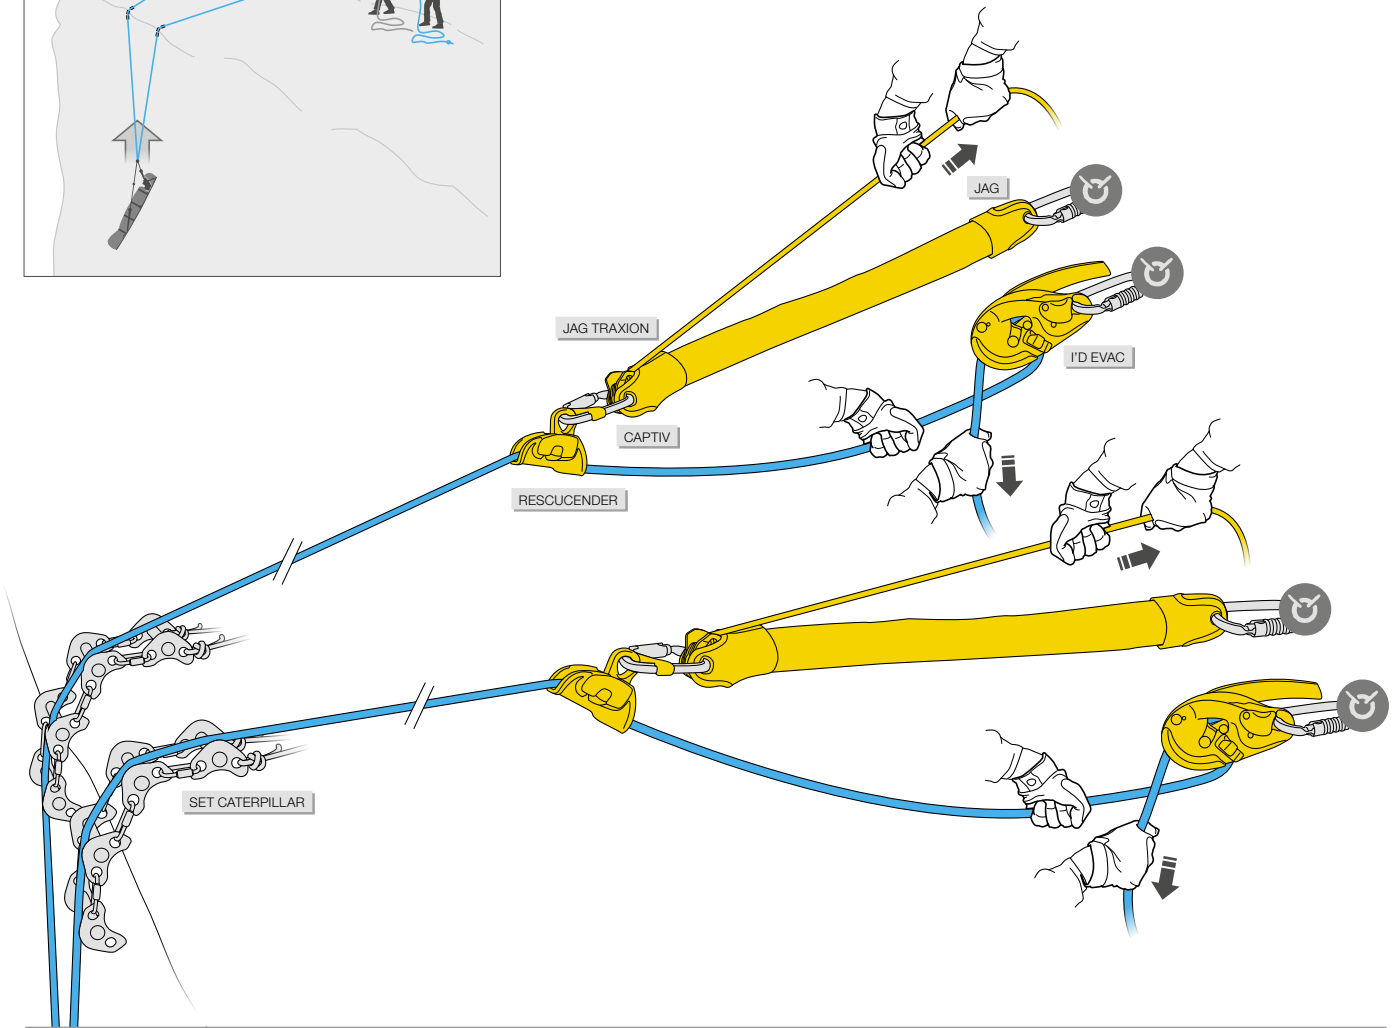 JAG
JAG TRAXION
I'D EVAC
CAPTIV
RESCUCENDER
SET CATERPILLAR